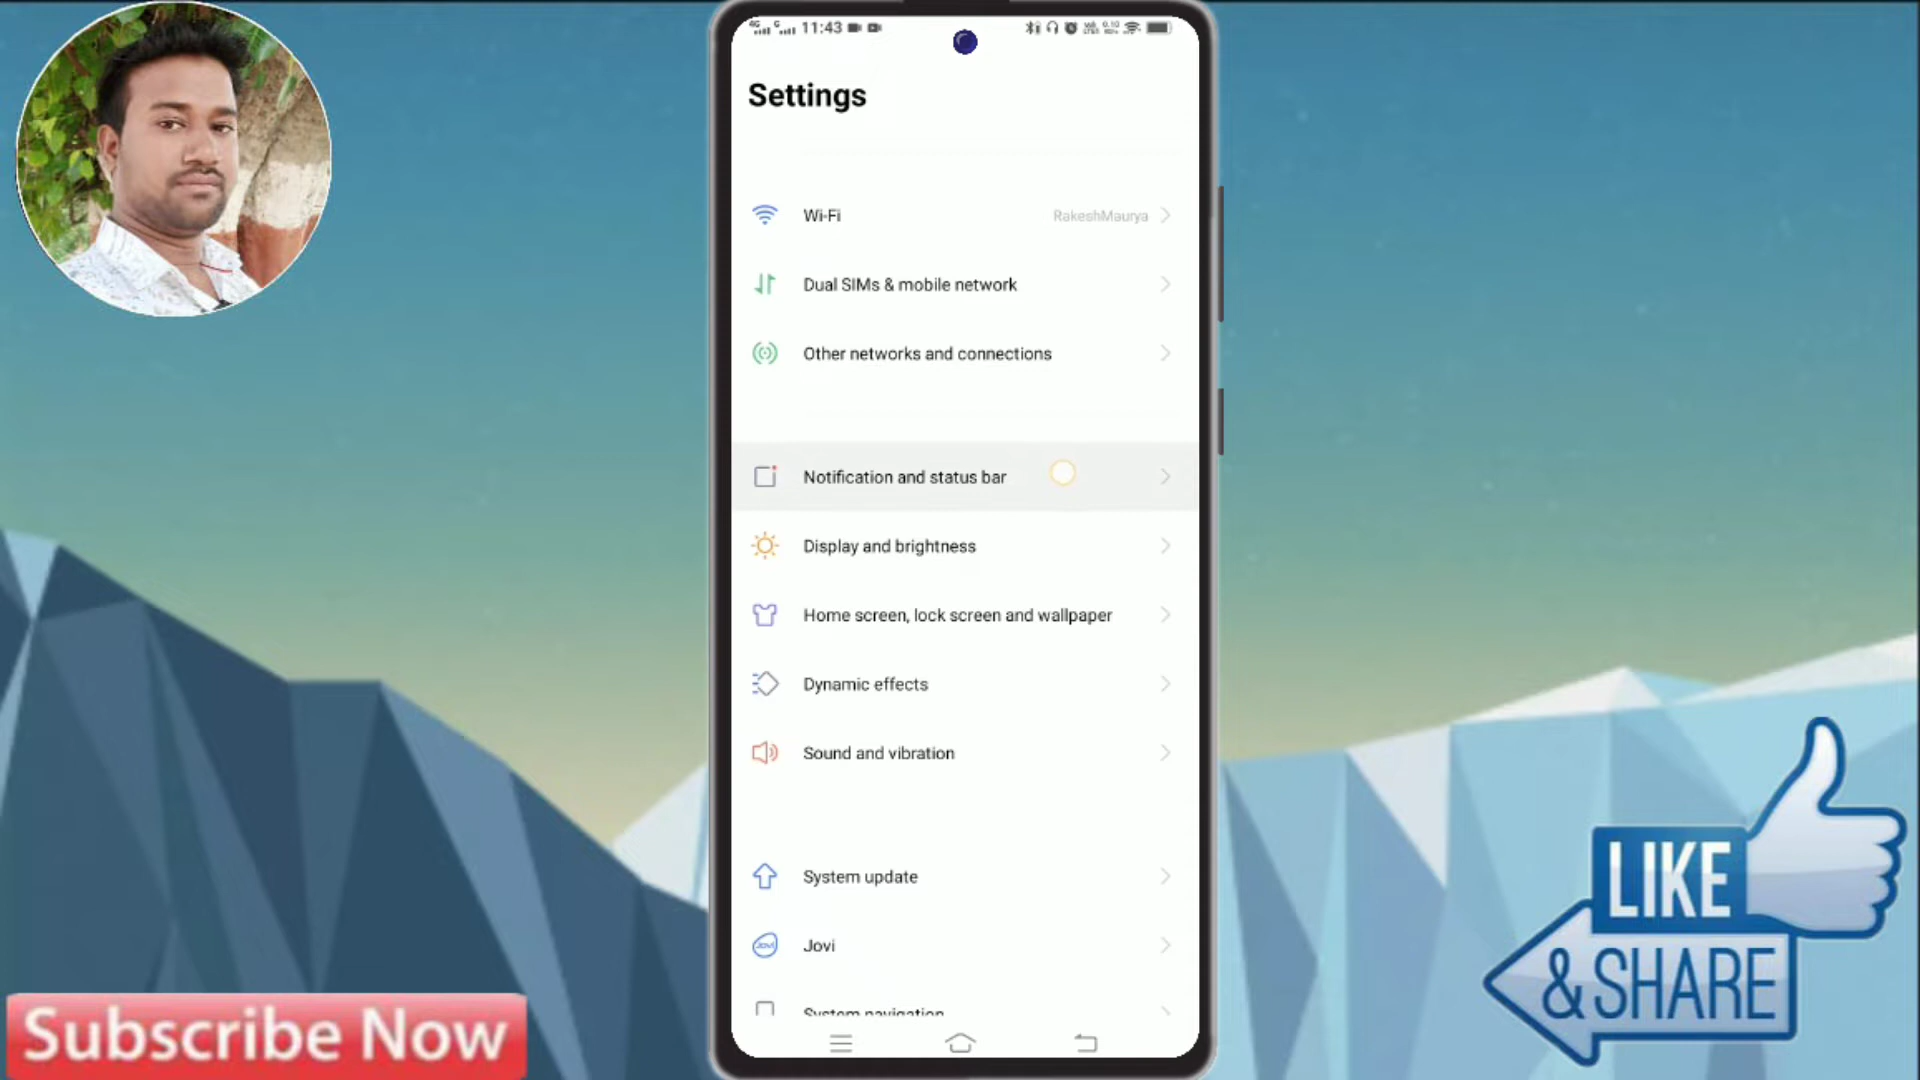 11:43
Settings
Wi-Fi RakeshMaurya
Dual SIMs & mobile network
Other networks and connections
Notification and status bar
Display and brightness
Home screen, lock screen and wallpaper
Dynamic effects
Sound and vibration
System update
Jovi
System navigation
Subscribe Now
LIKE
& SHARE